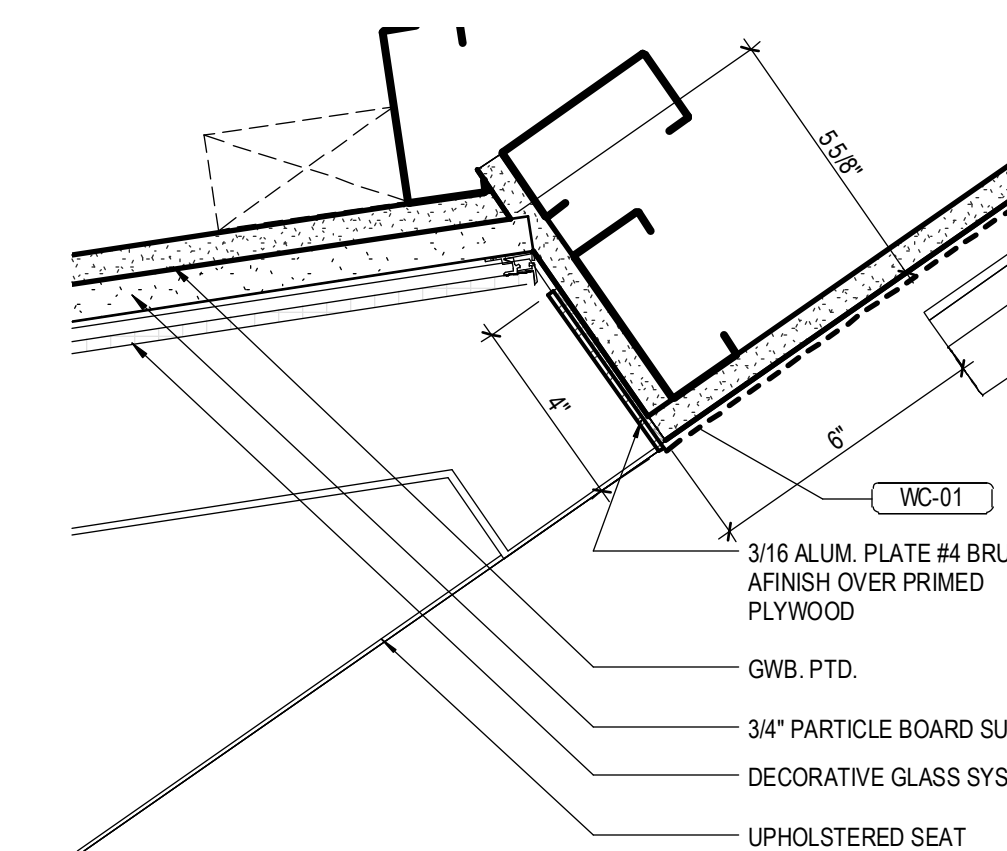 5 5/8"
4"
6"
WC-01
3/16 ALUM. PLATE #4 BRU
AFINISH OVER PRIMED
PLYWOOD
GWB. PTD.
3/4" PARTICLE BOARD SU
DECORATIVE GLASS SYS
UPHOLSTERED SEAT